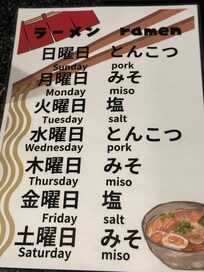 ラーメン ramen
日曜日 とんこつ
Sunday pork
月曜日 みそ
Monday miso
火曜日 塩
Tuesday salt
水曜日 とんこつ
Wednesday pork
木曜日 みそ
Thursday miso
金曜日 塩
Friday salt
土曜日 みそ
Saturday miso